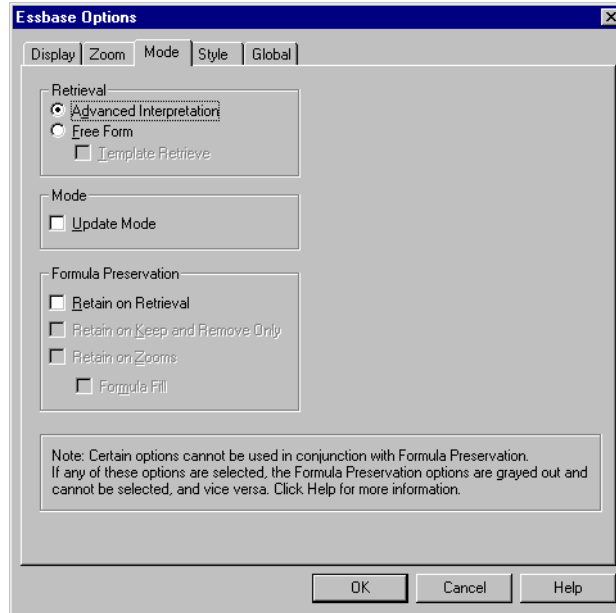 Essbase Options
Display Zoom Mode Style Global
Retrieval
Advanced Interpretation
Free Form
Template Retrieve
Mode
Update Mode
Formula Preservation
Retain on Retrieval
Retain on Keep and Remove Only
Retain on Zooms
Formula Fill
Note: Certain options cannot be used in conjunction with Formula Preservation.
If any of these options are selected, the Formula Preservation options are grayed out and
cannot be selected, and vice versa. Click Help for more information.
OK Cancel Help